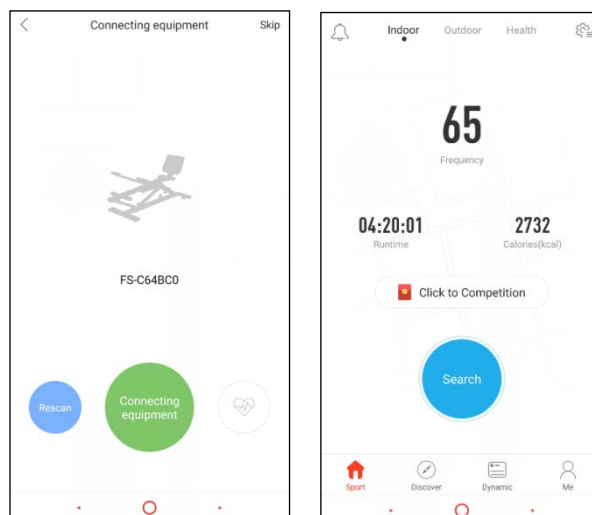 Connecting equipment Skip
FS-C64BC0
Rescan
Connecting
equipment
Indoor Outdoor Health
65
Frequency
04:20:01 2732
Runtime Calories(kcal)
Click to Competition
Search
Sport Discover Dynamic Me